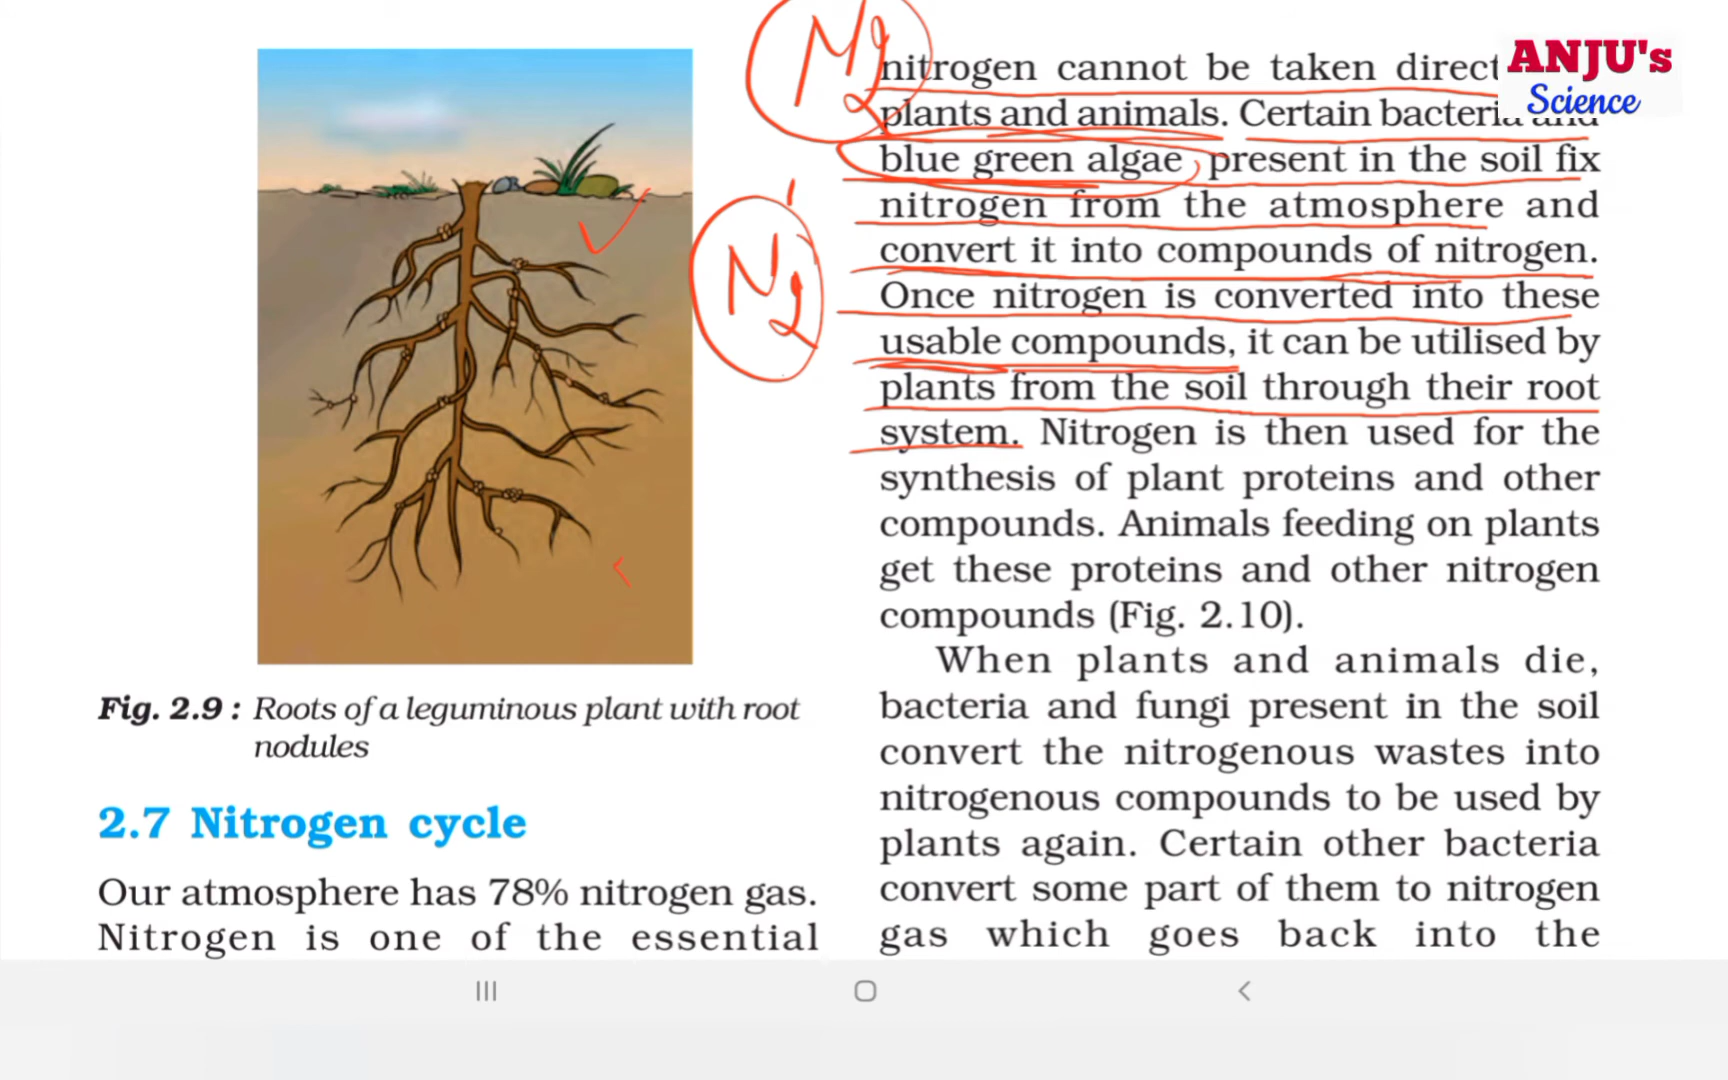 Fig. 2.9 : Roots of a leguminous plant with root
nodules
2.7 Nitrogen cycle
Our atmosphere has 78% nitrogen gas.
Nitrogen is one of the essential
N2
N2
nitrogen cannot be taken direct
plants and animals. Certain bacteria and
blue green algae present in the soil fix
nitrogen from the atmosphere and
convert it into compounds of nitrogen.
Once nitrogen is converted into these
usable compounds, it can be utilised by
plants from the soil through their root
system. Nitrogen is then used for the
synthesis of plant proteins and other
compounds. Animals feeding on plants
get these proteins and other nitrogen
compounds (Fig. 2.10).
When plants and animals die,
bacteria and fungi present in the soil
convert the nitrogenous wastes into
nitrogenous compounds to be used by
plants again. Certain other bacteria
convert some part of them to nitrogen
gas which goes back into the
ANJU's
Science